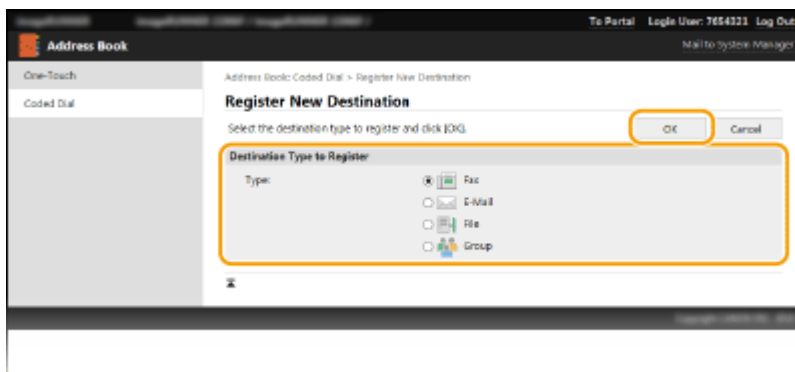 To Portal Login User: 7654321 Log Out
Address Book
Mail to System Manager
One-Touch
Coded Dial
Address Book: Coded Dial > Register New Destination
Register New Destination
Select the destination type to register and click [OK].
OK
Cancel
Destination Type to Register
Type:
Fax
E-Mail
File
Group